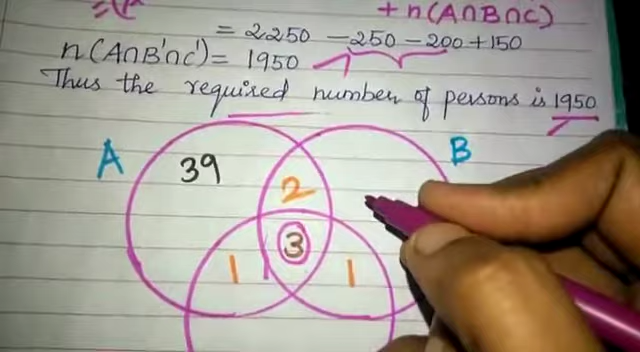 + n(A∩B∩C)
= 2250 - 250 - 200 + 150
n(A∩B'∩C') = 1950
Thus the required number of persons is 1950
A
B
39
2
3
1
1